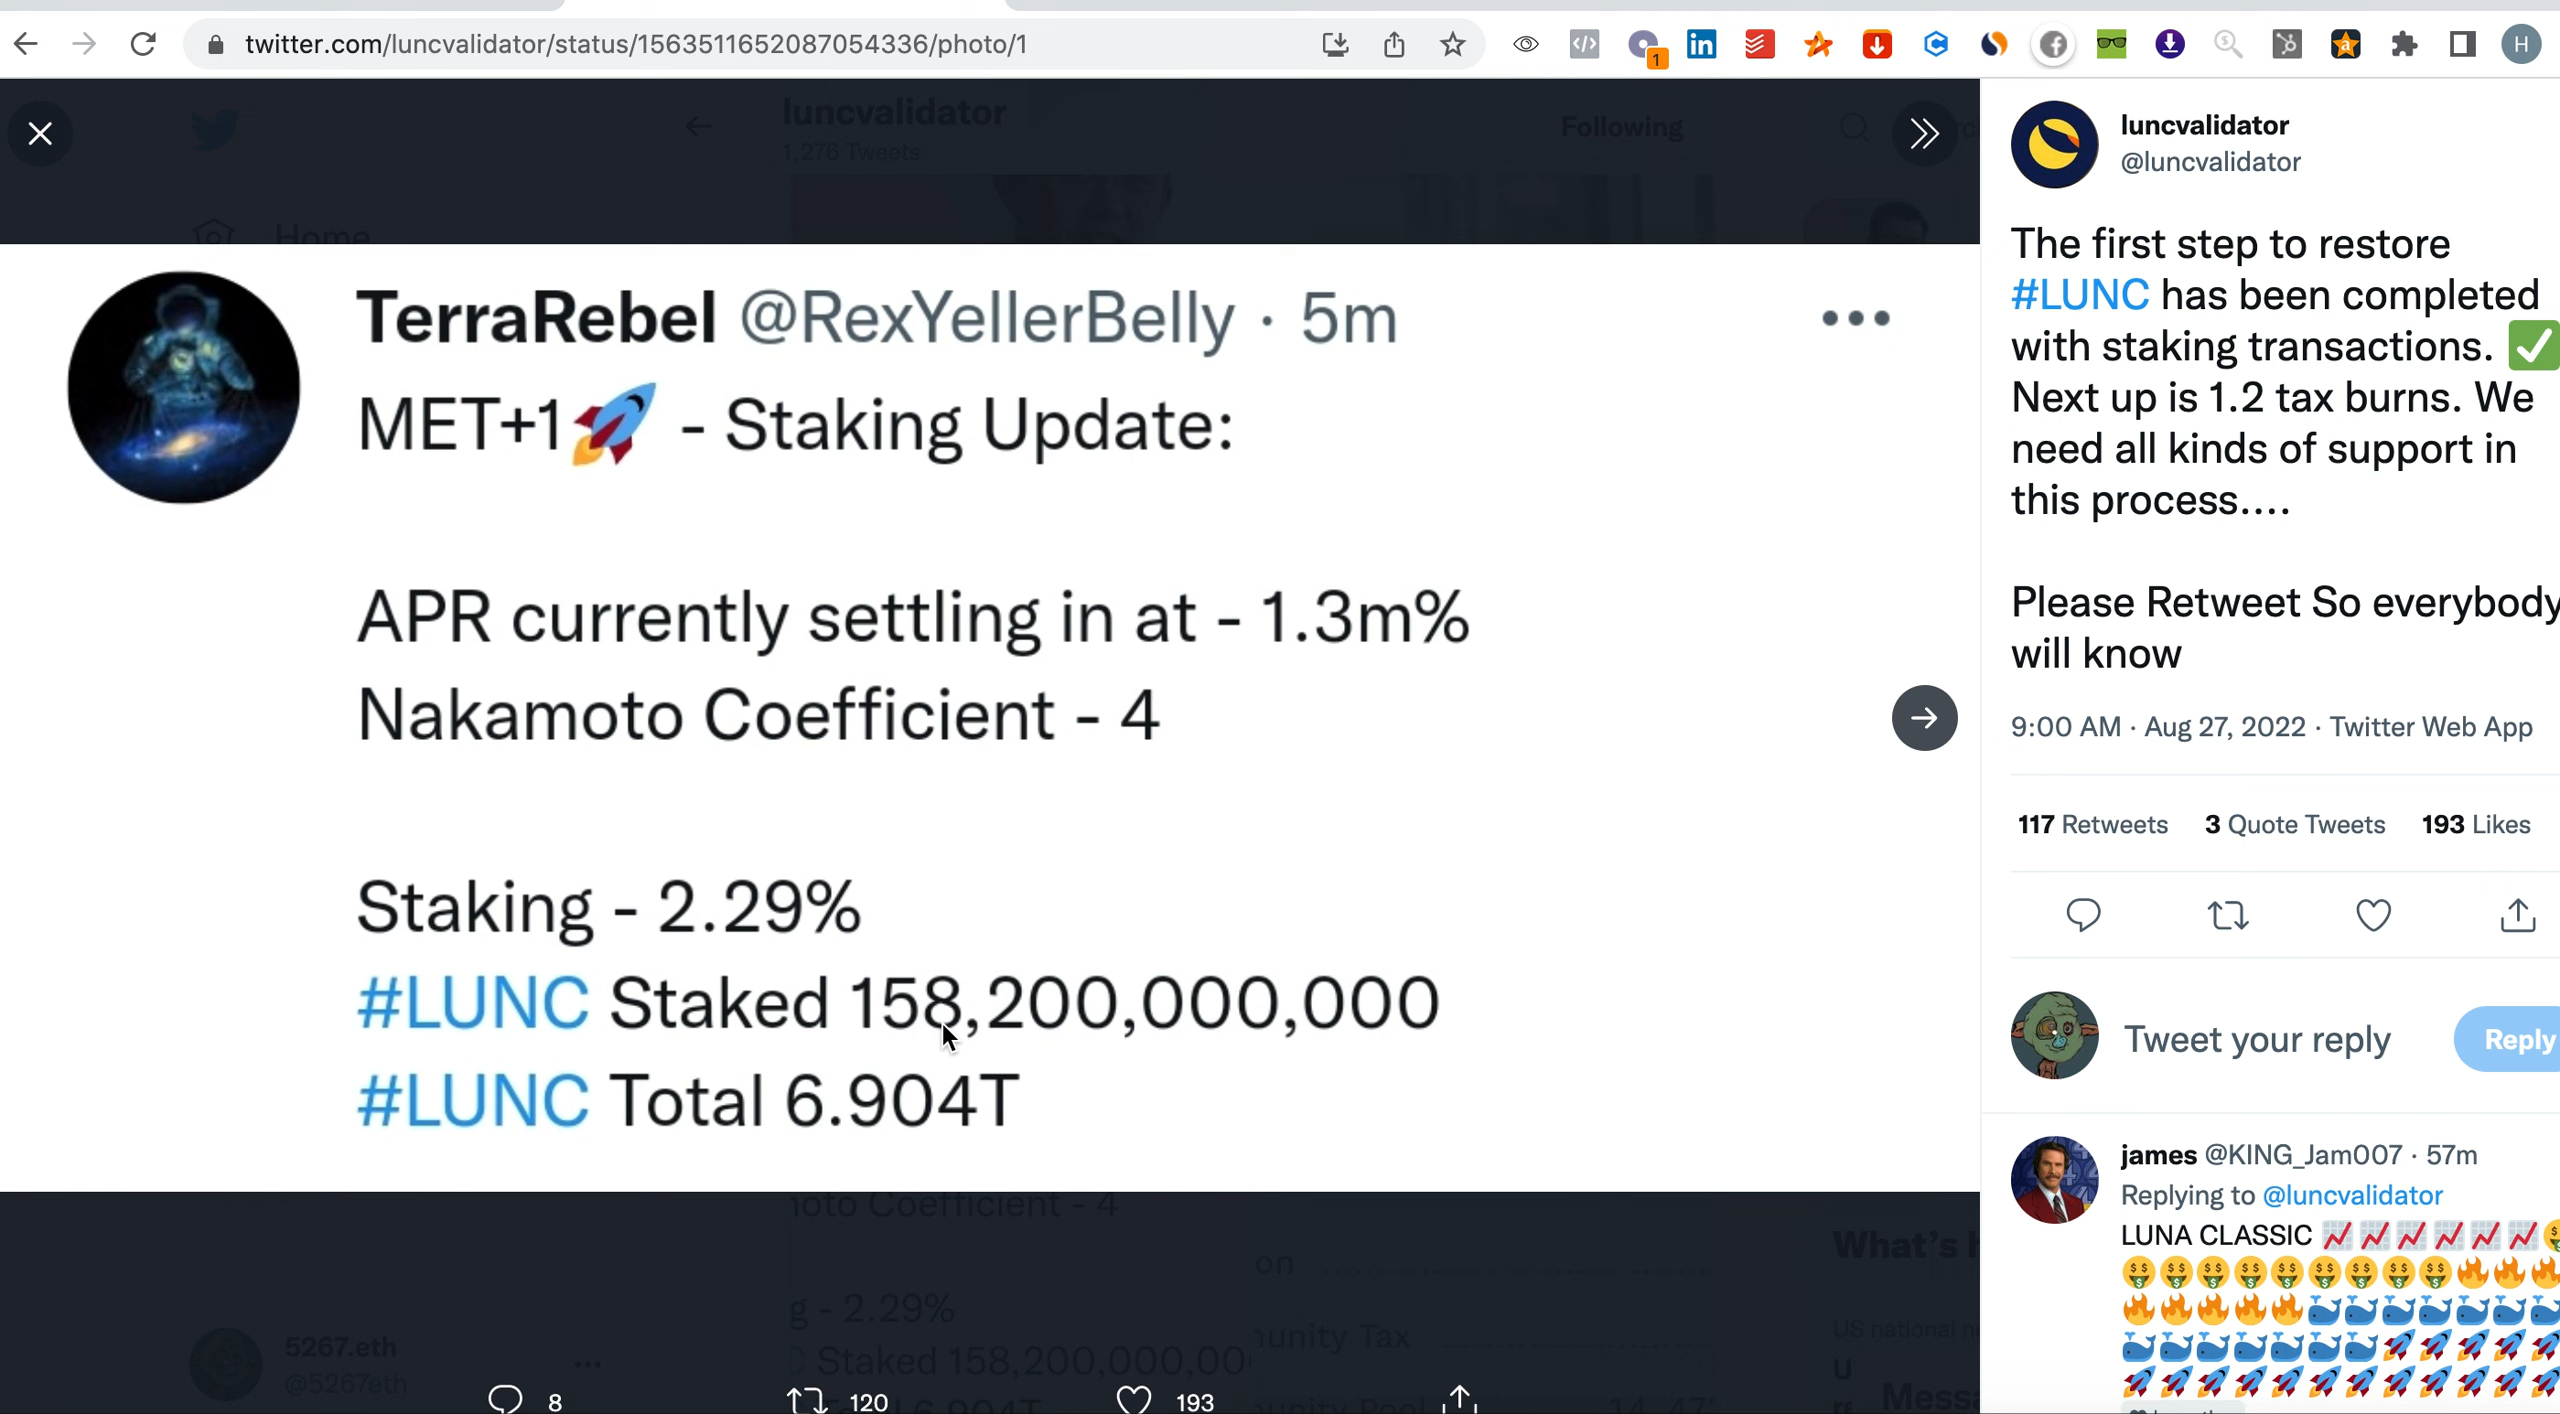 twitter.com/luncvalidator/status/1563511652087054336/photo/1
1
H
luncvalidator
1,276 Tweets
Following
Home
TerraRebel @RexYellerBelly · 5m
MET+1🚀 - Staking Update:
APR currently settling in at - 1.3m%
Nakamoto Coefficient - 4
Staking - 2.29%
#LUNC Staked 158,200,000,000
#LUNC Total 6.904T
Coefficient - 4
on
g - 2.29%
unity Tax
Staked 158,200,000,00
5267.eth
@5267eth
What's
US national
U
Messa
8
120
193
luncvalidator
@luncvalidator
The first step to restore
#LUNC has been completed
with staking transactions. ✅
Next up is 1.2 tax burns. We
need all kinds of support in
this process....
Please Retweet So everybody
will know
9:00 AM · Aug 27, 2022 · Twitter Web App
117 Retweets 3 Quote Tweets 193 Likes
Tweet your reply
Reply
james @KING_Jam007 · 57m
Replying to @luncvalidator
LUNA CLASSIC 📈📈📈📈📈📈🤑
🤑🤑🤑🤑🤑🤑🤑🤑🤑🔥🔥🔥
🔥🔥🔥🔥🔥🐳🐳🐳🐳🐳🐳🐳
🐳🐳🐳🐳🐳🐳🐳🚀🚀🚀🚀🚀
🚀🚀🚀🚀🚀🚀🚀🚀🚀🚀🚀🚀